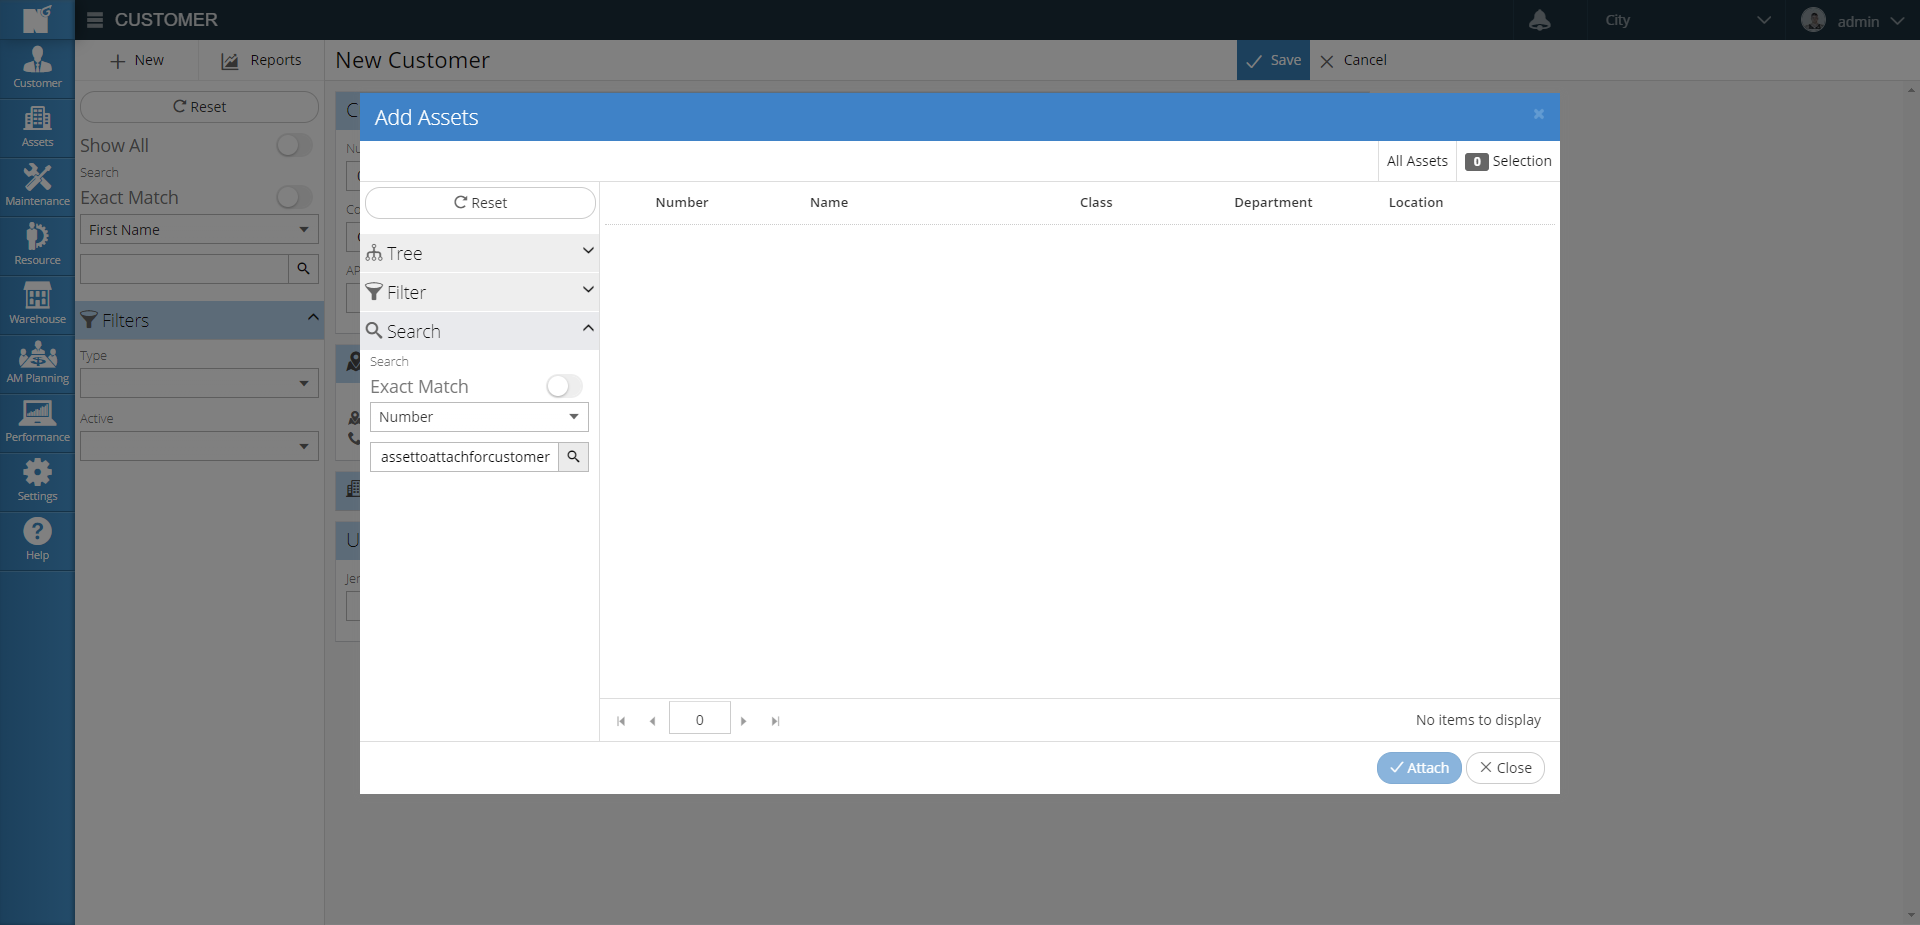 CUSTOMER
City
admin
Customer
Assets
Maintenance
Resource
Warehouse
AM Planning
Performance
Settings
Help
New
Reports
Reset
Show All
Search
Exact Match
First Name
Filters
Type
Active
New Customer
Save
Cancel
Add Assets
All Assets
0 Selection
Reset
Tree
Filter
Search
Search
Exact Match
Number
assettoattachforcustomer
Number Name Class Department Location
0
No items to display
Attach
Close